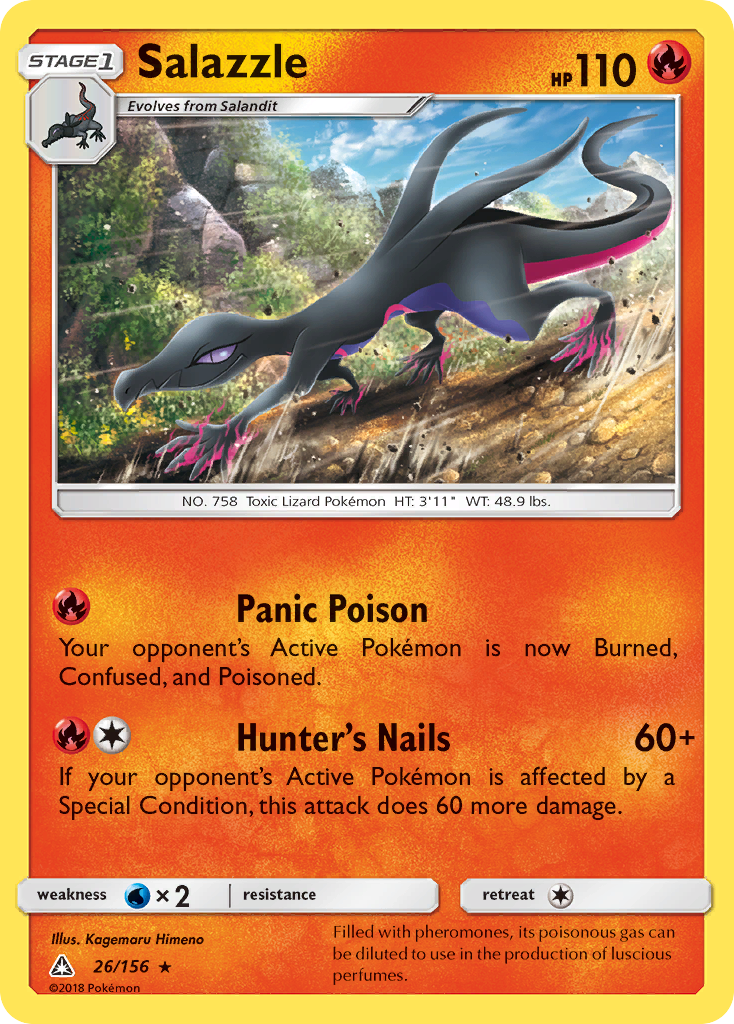 STAGE1
Salazzle
HP110
Evolves from Salandit
NO. 758 Toxic Lizard Pokémon HT: 3'11" WT: 48.9 lbs.
Panic Poison
Your opponent's Active Pokémon is now Burned,
Confused, and Poisoned.
Hunter's Nails 60+
If your opponent's Active Pokémon is affected by a
Special Condition, this attack does 60 more damage.
weakness ×2 resistance retreat
Illus. Kagemaru Himeno
26/156 ★
©2018 Pokémon
Filled with pheromones, its poisonous gas can
be diluted to use in the production of luscious
perfumes.